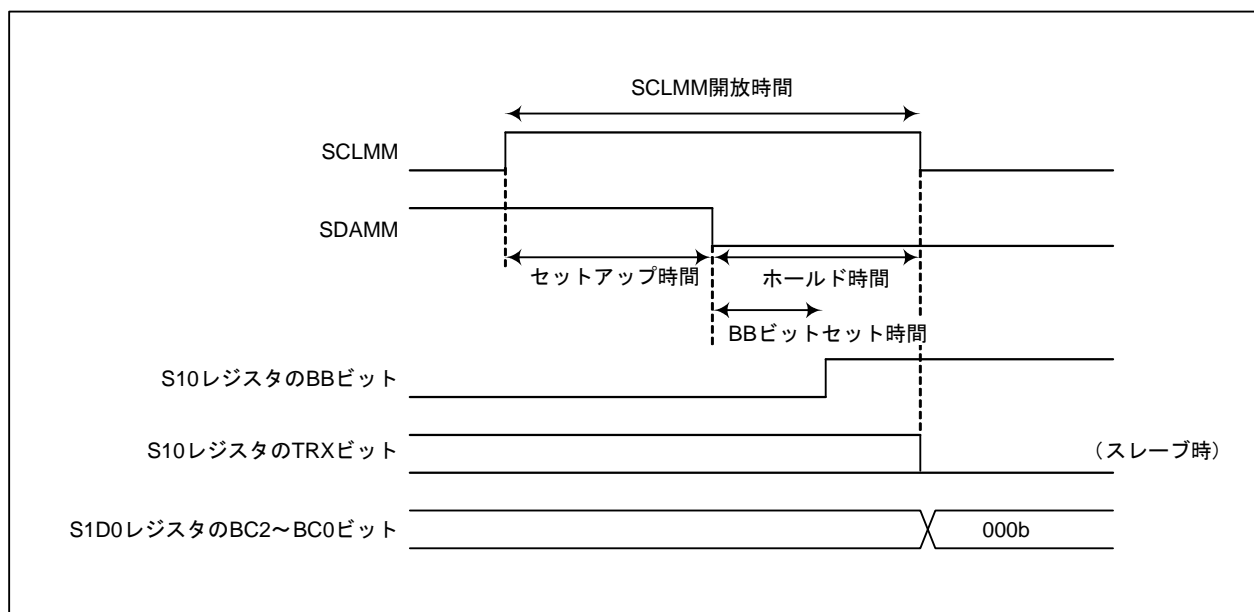 SCLMM開放時間
SCLMM
SDAMM
セットアップ時間
ホールド時間
BBビットセット時間
S10レジスタのBBビット
S10レジスタのTRXビット
（スレーブ時）
S1D0レジスタのBC2～BC0ビット
000b